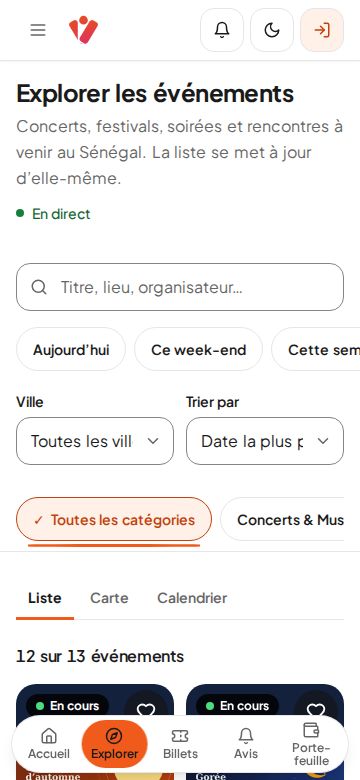 Explorer les événements
Concerts, festivals, soirées et rencontres à
venir au Sénégal. La liste se met à jour
d’elle-même.
En direct
Titre, lieu, organisateur…
Aujourd’hui
Ce week-end
Cette sem
Ville
Trier par
Toutes les vill
Date la plus p
✓ Toutes les catégories
Concerts & Mus
Liste
Carte
Calendrier
12 sur 13 événements
En cours
En cours
d’automne
Gorée
Accueil
Explorer
Billets
Avis
Porte-
feuille